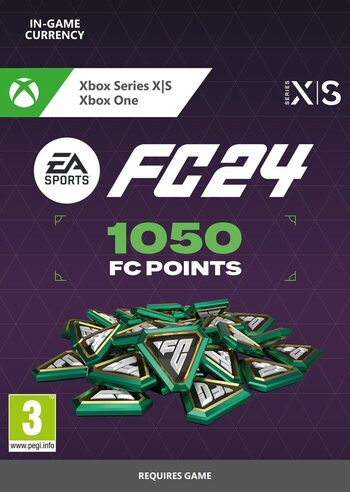 IN-GAME
CURRENCY
Xbox Series X|S
Xbox One
SERIES X|S
EA
SPORTS
FC24
1050
FC POINTS
FC
3
www.pegi.info
REQUIRES GAME